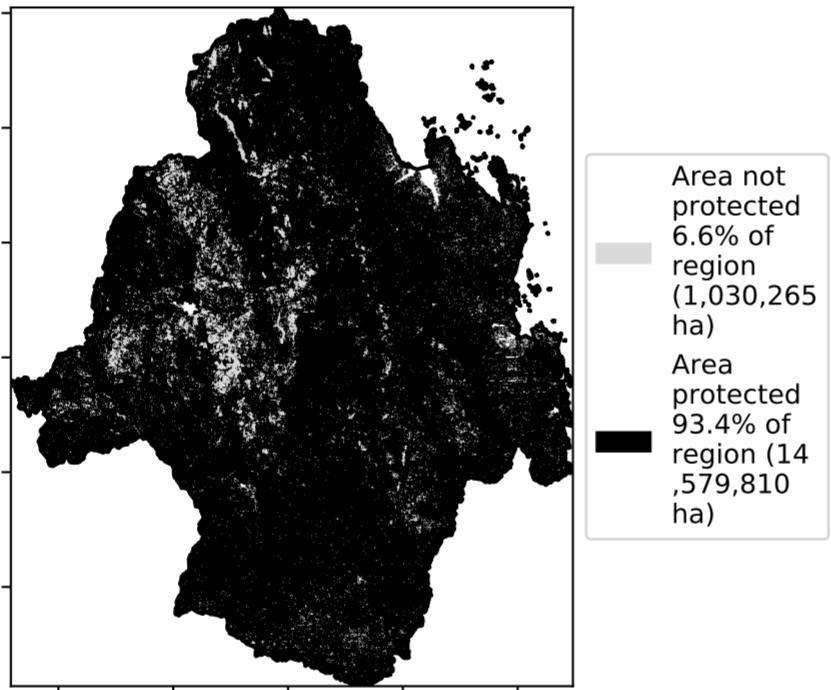 Area not
protected
6.6% of
region
(1,030,265
ha)
Area
protected
93.4% of
region (14
,579,810
ha)